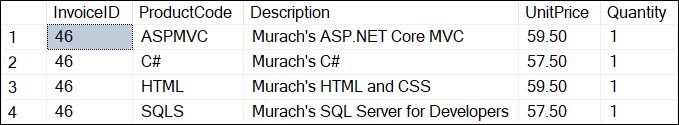 InvoiceID ProductCode Description UnitPrice Quantity
1 46 ASPMVC Murach's ASP.NET Core MVC 59.50 1
2 46 C# Murach's C# 57.50 1
3 46 HTML Murach's HTML and CSS 59.50 1
4 46 SQLS Murach's SQL Server for Developers 57.50 1